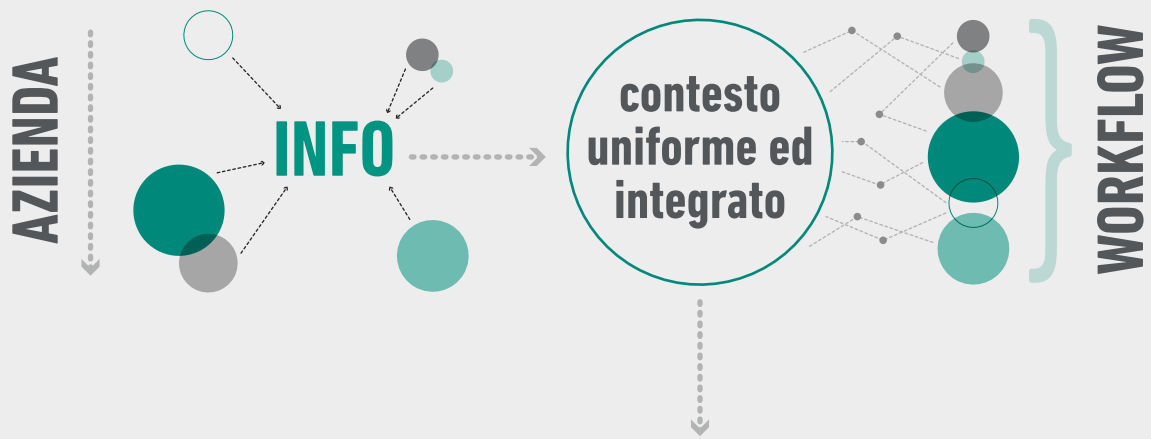 AZIENDA
INFO
contesto
uniforme ed
integrato
WORKFLOW